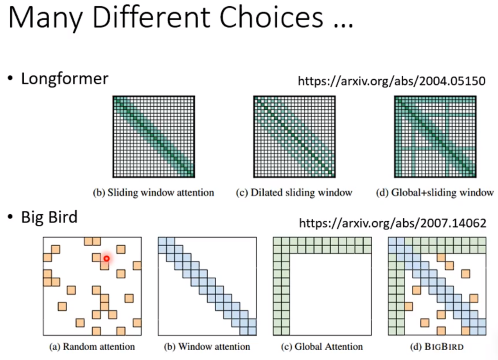 Many Different Choices …
• Longformer
https://arxiv.org/abs/2004.05150
(b) Sliding window attention
(c) Dilated sliding window
(d) Global+sliding window
• Big Bird
https://arxiv.org/abs/2007.14062
(a) Random attention
(b) Window attention
(c) Global Attention
(d) BIGBIRD